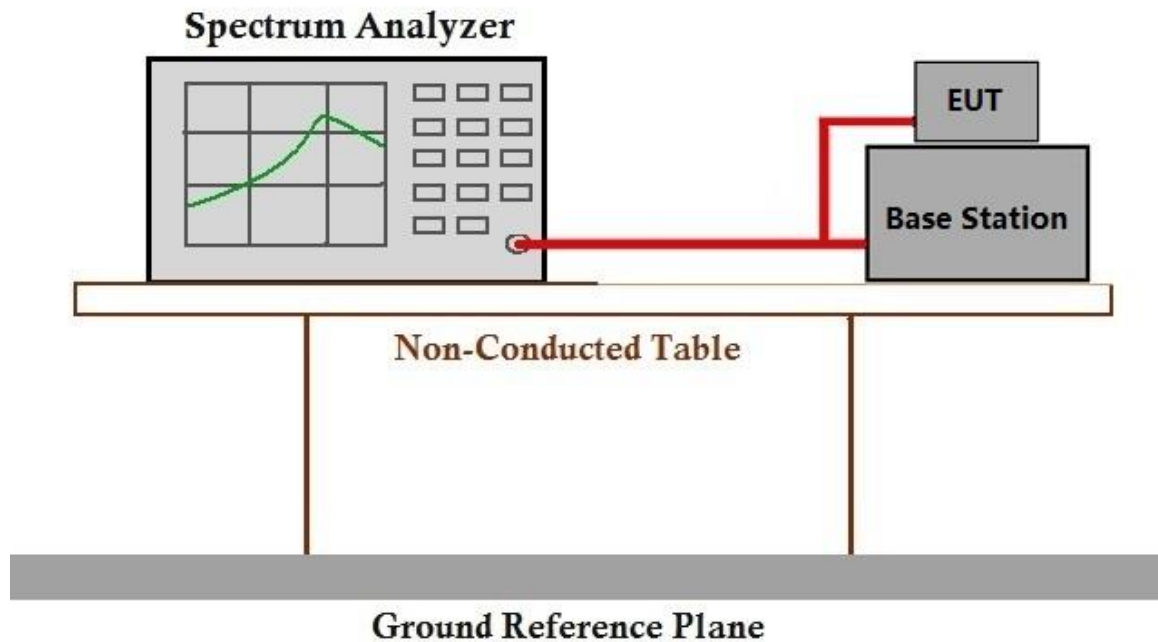 Spectrum Analyzer
EUT
Base Station
Non-Conducted Table
Ground Reference Plane